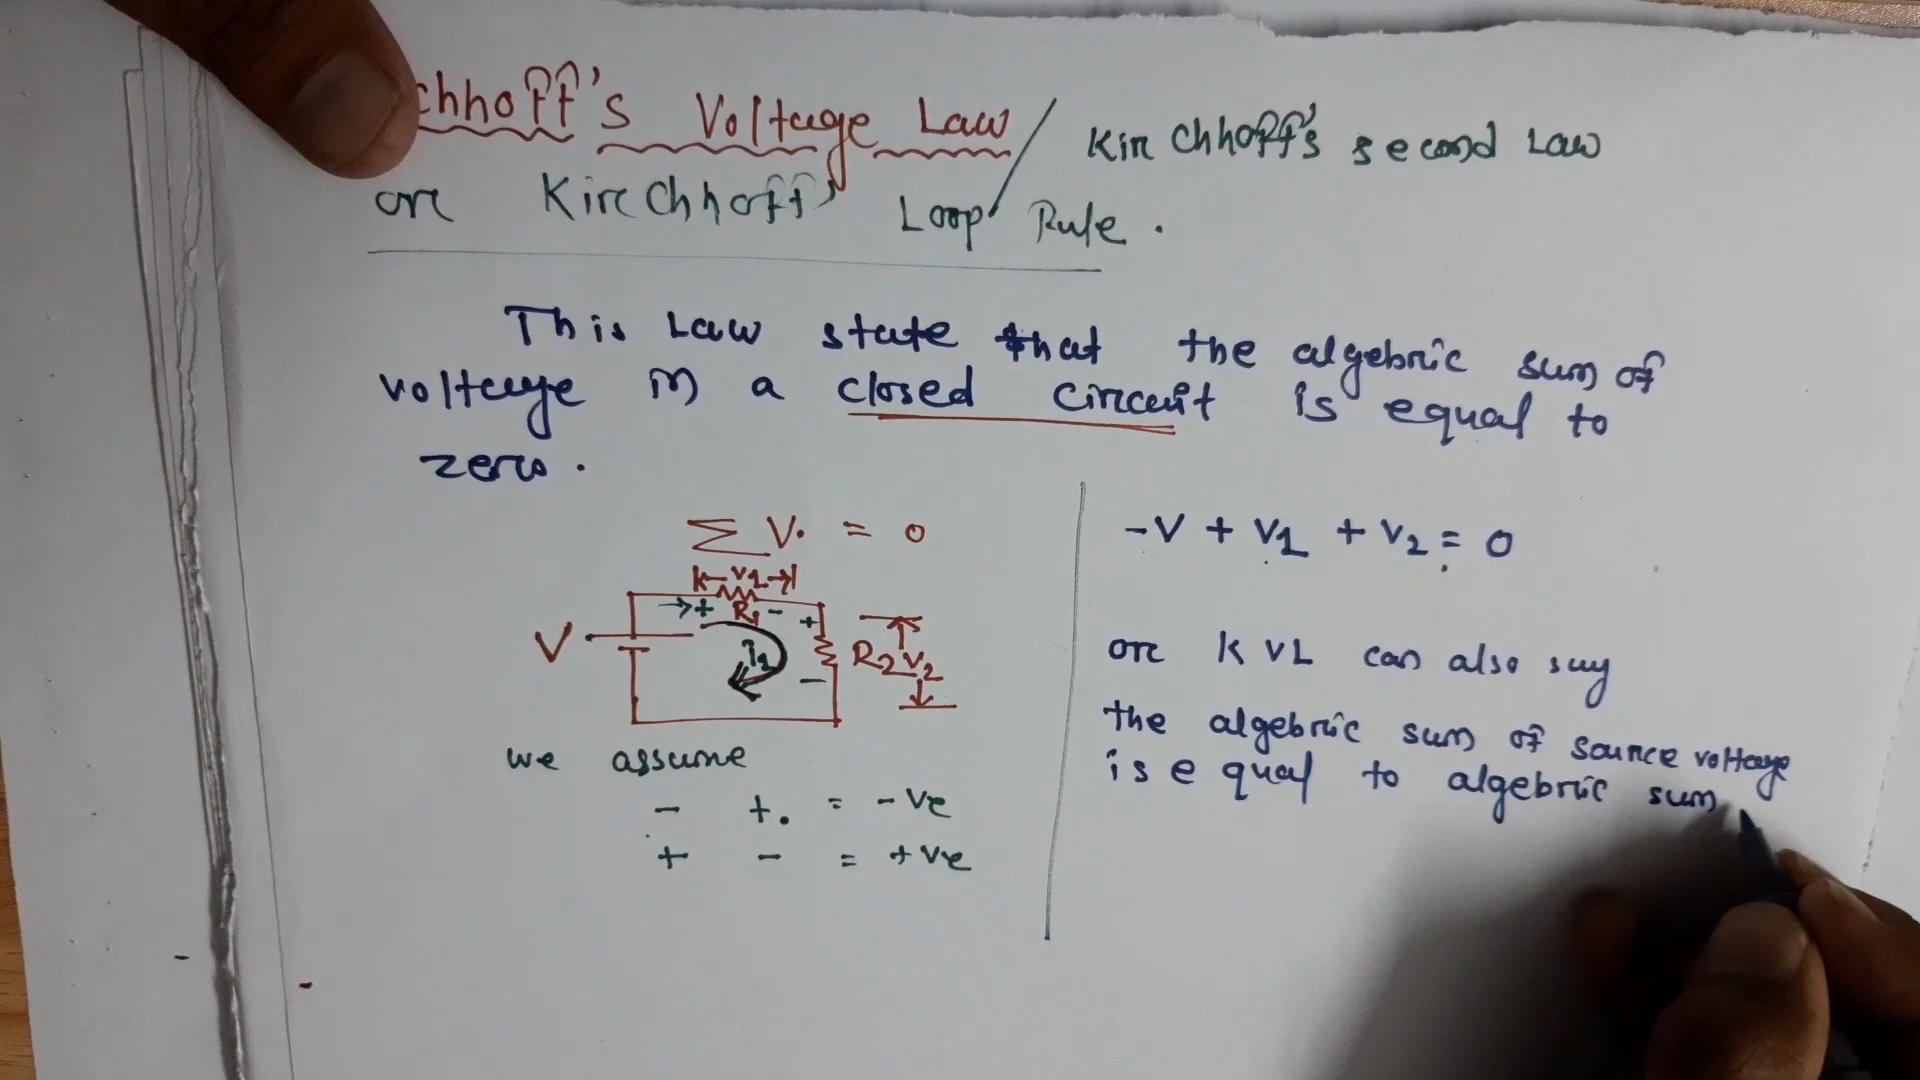 chhoff's Voltage Law / Kirchhoff's second Law
or Kirchhoff' Loop Rule.
This Law state that the algebric sum of
voltage in a closed circuit is equal to
zero.
Σ V. = 0
V1
+ R1 -
V
I1
+
-
R2 V2
we assume
- +. = -ve
+ - = +ve
-V + V1 + V2 = 0
or KVL can also say
the algebric sum of source voltage
is equal to algebric sum